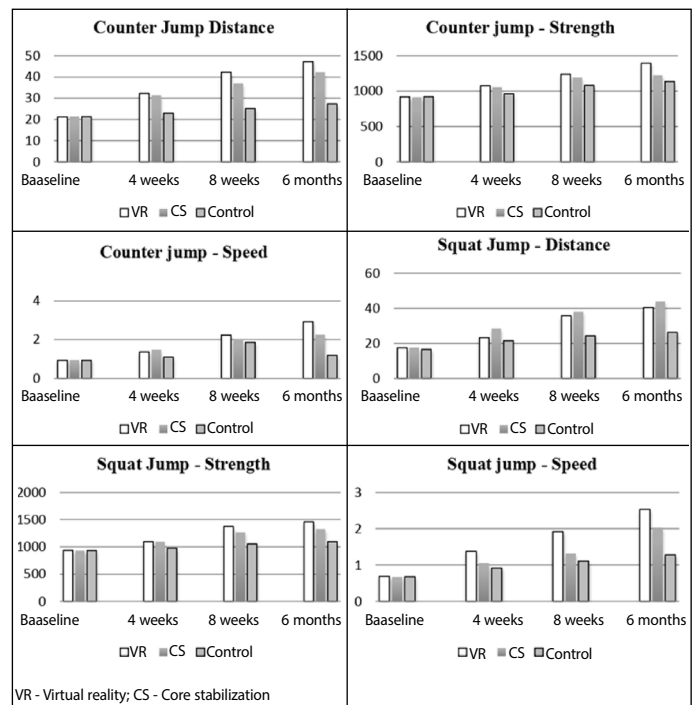 Counter Jump Distance
50
40
30
20
10
0
Baaseline 4 weeks 8 weeks 6 months
VR CS Control
Counter jump - Strength
1500
1000
500
0
Baaseline 4 weeks 8 weeks 6 months
VR CS Control
Counter jump - Speed
4
2
0
Baaseline 4 weeks 8 weeks 6 months
VR CS Control
Squat Jump - Distance
60
40
20
0
Baaseline 4 weeks 8 weeks 6 months
VR CS Control
Squat Jump - Strength
2000
1500
1000
500
0
Baaseline 4 weeks 8 weeks 6 months
VR CS Control
Squat jump - Speed
3
2
1
0
Baaseline 4 weeks 8 weeks 6 months
VR CS Control
VR - Virtual reality; CS - Core stabilization